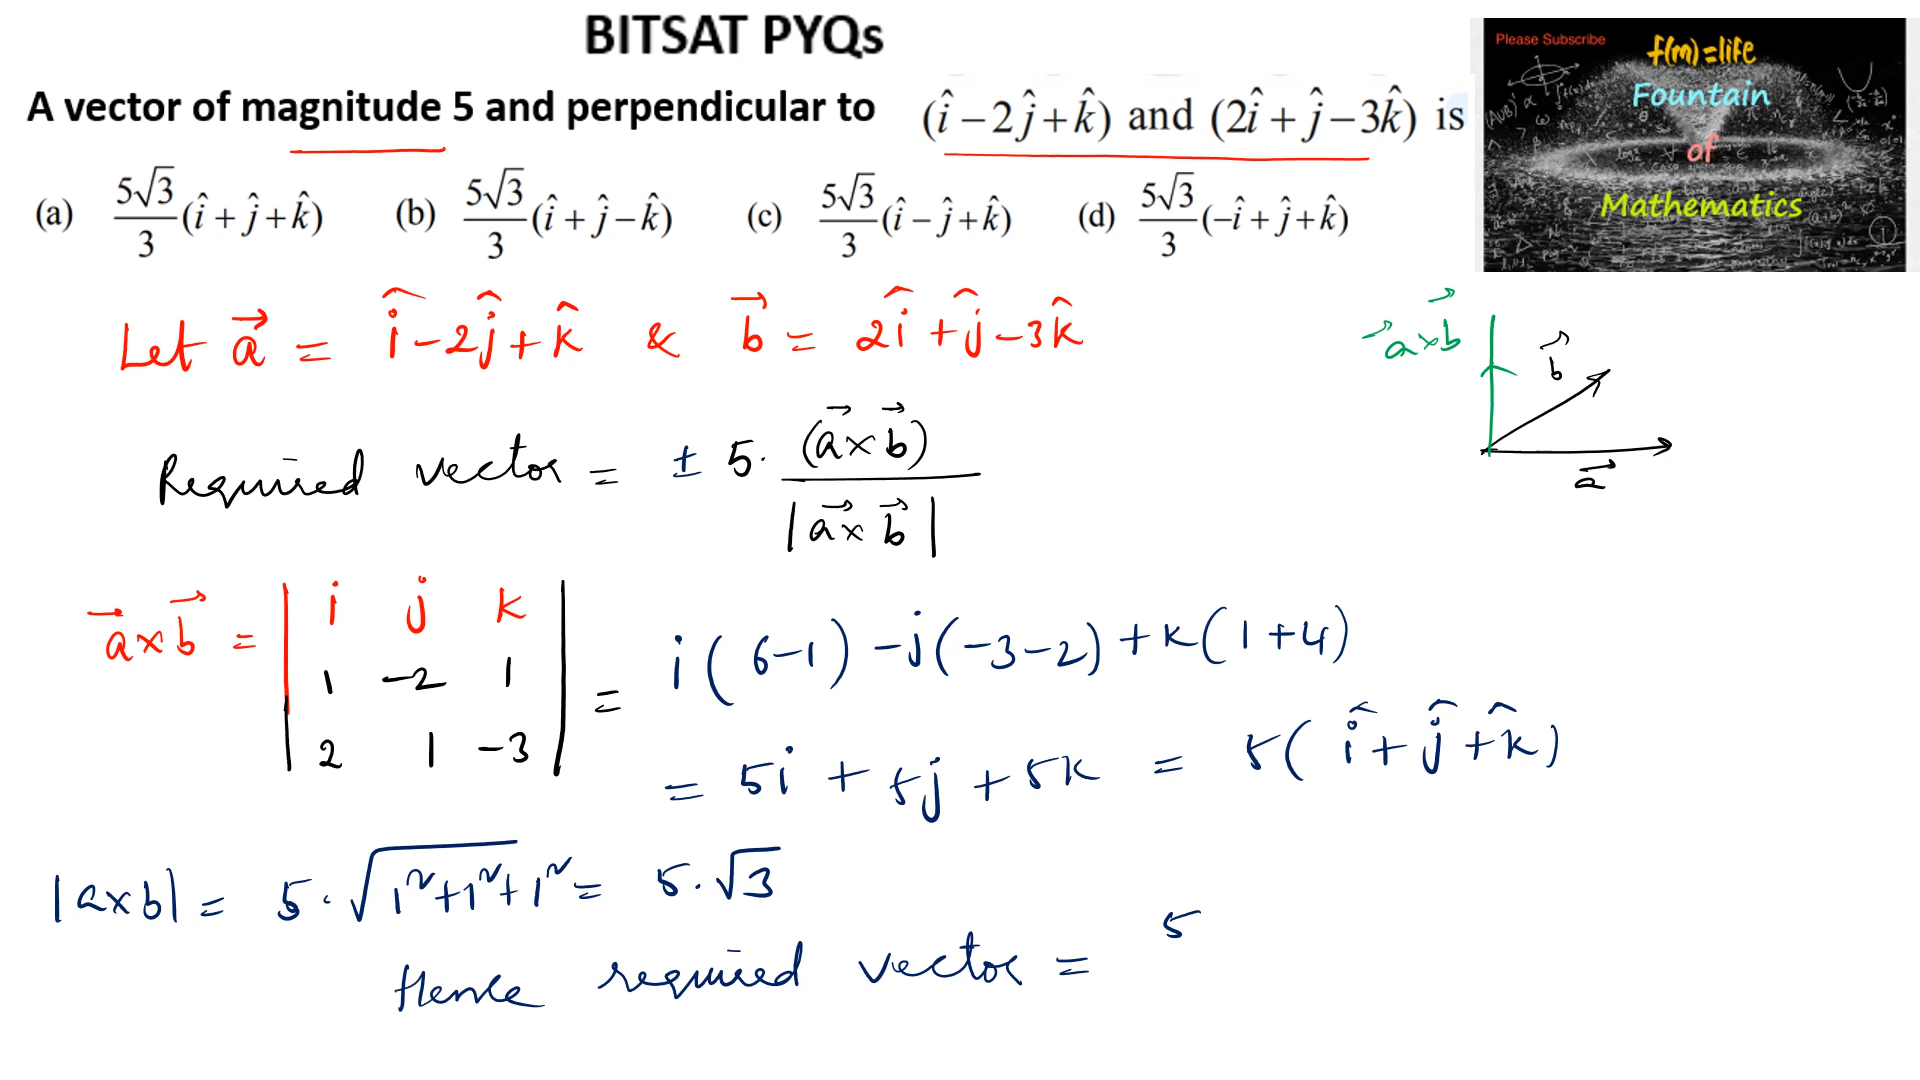 BITSAT PYQs
A vector of magnitude 5 and perpendicular to (î − 2ĵ + k̂) and (2î + ĵ − 3k̂) is
(a) 5√3/3 (î + ĵ + k̂) (b) 5√3/3 (î + ĵ − k̂) (c) 5√3/3 (î − ĵ + k̂) (d) 5√3/3 (−î + ĵ + k̂)
Please Subscribe
f(m)=life
Fountain
of
Mathematics
Let a⃗ = î − 2ĵ + k̂ & b⃗ = 2î + ĵ − 3k̂
a⃗ × b⃗
b⃗
a⃗
Required vector = ± 5 · (a⃗ × b⃗) / |a⃗ × b⃗|
a⃗ × b⃗ = | i j k |
| 1 −2 1 |
| 2 1 −3 |
= i(6−1) − j(−3−2) + k(1+4)
= 5i + 5j + 5k = 5(î + ĵ + k̂)
|a×b| = 5·√1²+1²+1² = 5·√3
Hence required vector = 5